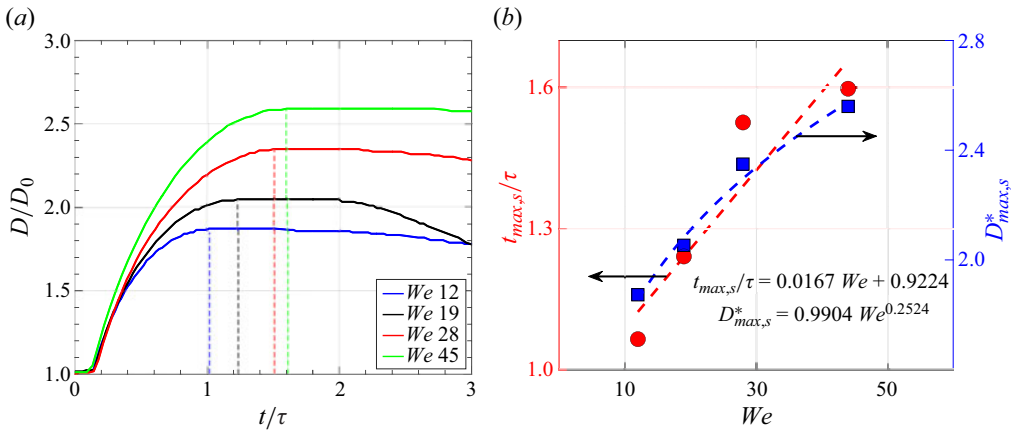 (a)
3.0
2.5
2.0
1.5
1.0
D/D0
0
1
2
3
t/τ
We 12
We 19
We 28
We 45
(b)
1.6
1.3
1.0
tmax,s/τ
2.8
2.4
2.0
D*max,s
tmax,s/τ = 0.0167 We + 0.9224
D*max,s = 0.9904 We0.2524
10
30
50
We